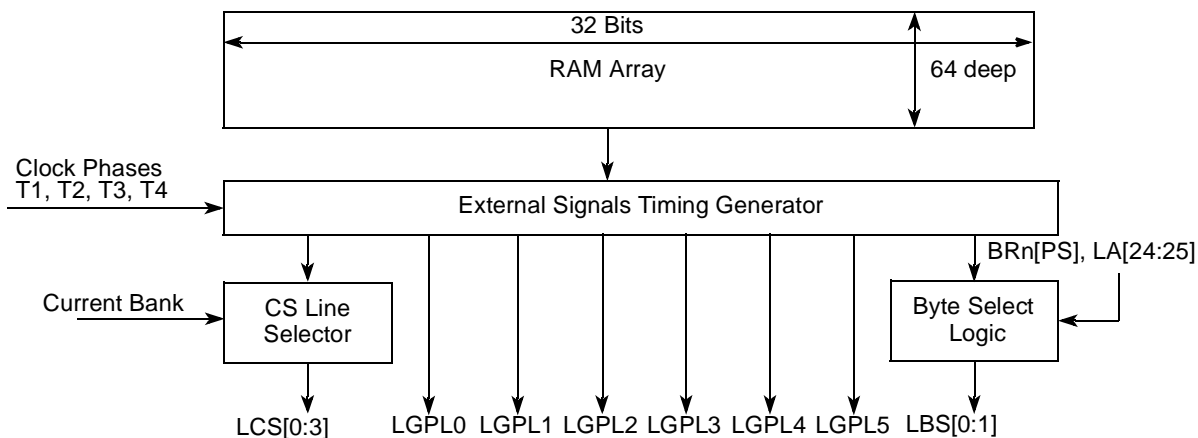 32 Bits
RAM Array
64 deep
Clock Phases
T1, T2, T3, T4
External Signals Timing Generator
BRn[PS], LA[24:25]
Current Bank
CS Line
Selector
Byte Select
Logic
LCS[0:3]
LGPL0
LGPL1
LGPL2
LGPL3
LGPL4
LGPL5
LBS[0:1]